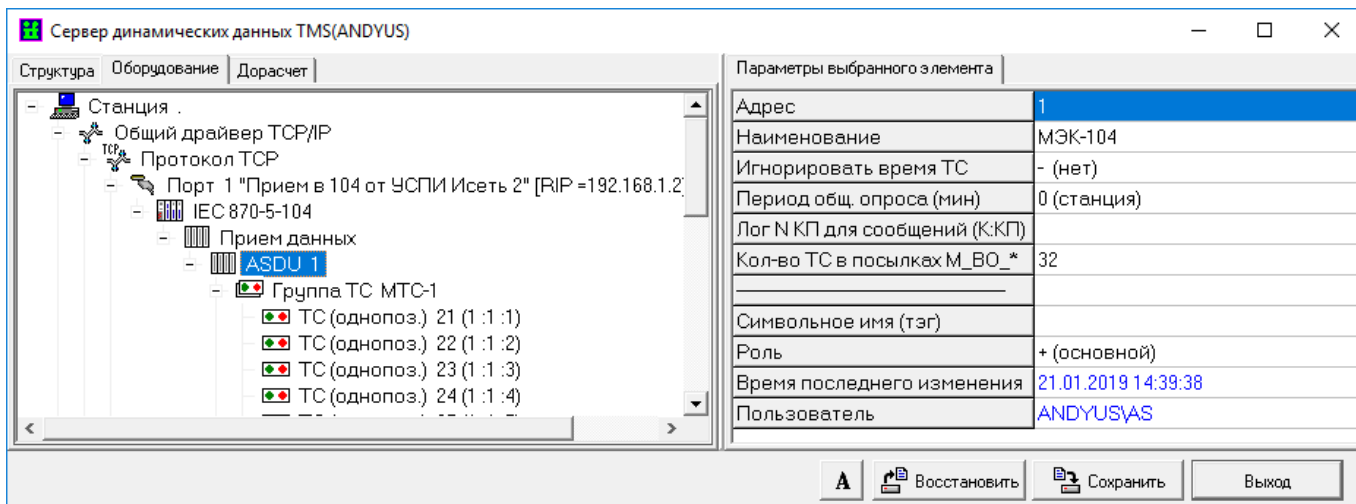 Сервер динамических данных TMS(ANDYUS)
Структура Оборудование Дорасчет
Станция .
Общий драйвер TCP/IP
TCP Протокол TCP
Порт 1 "Прием в 104 от УСПИ Исеть 2" [RIP =192.168.1.2
IEC 870-5-104
Прием данных
ASDU 1
Группа ТС МТС-1
ТС (однопоз.) 21 (1 :1 :1)
ТС (однопоз.) 22 (1 :1 :2)
ТС (однопоз.) 23 (1 :1 :3)
ТС (однопоз.) 24 (1 :1 :4)
Параметры выбранного элемента
Адрес 1
Наименование МЭК-104
Игнорировать время ТС - (нет)
Период общ. опроса (мин) 0 (станция)
Лог N КП для сообщений (К:КП)
Кол-во ТС в посылках M_BO_* 32
Символьное имя (тэг)
Роль + (основной)
Время последнего изменения 21.01.2019 14:39:38
Пользователь ANDYUS\AS
A Восстановить Сохранить Выход